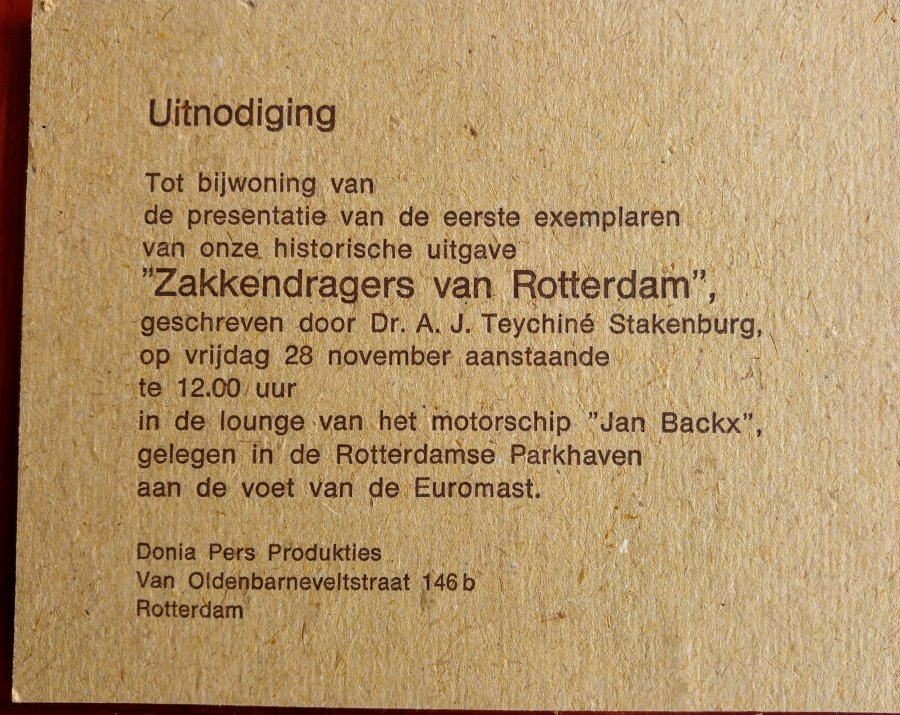 Uitnodiging
Tot bijwoning van
de presentatie van de eerste exemplaren
van onze historische uitgave
"Zakkendragers van Rotterdam",
geschreven door Dr. A. J. Teychiné Stakenburg,
op vrijdag 28 november aanstaande
te 12.00 uur
in de lounge van het motorschip "Jan Backx",
gelegen in de Rotterdamse Parkhaven
aan de voet van de Euromast.
Donia Pers Produkties
Van Oldenbarneveltstraat 146b
Rotterdam